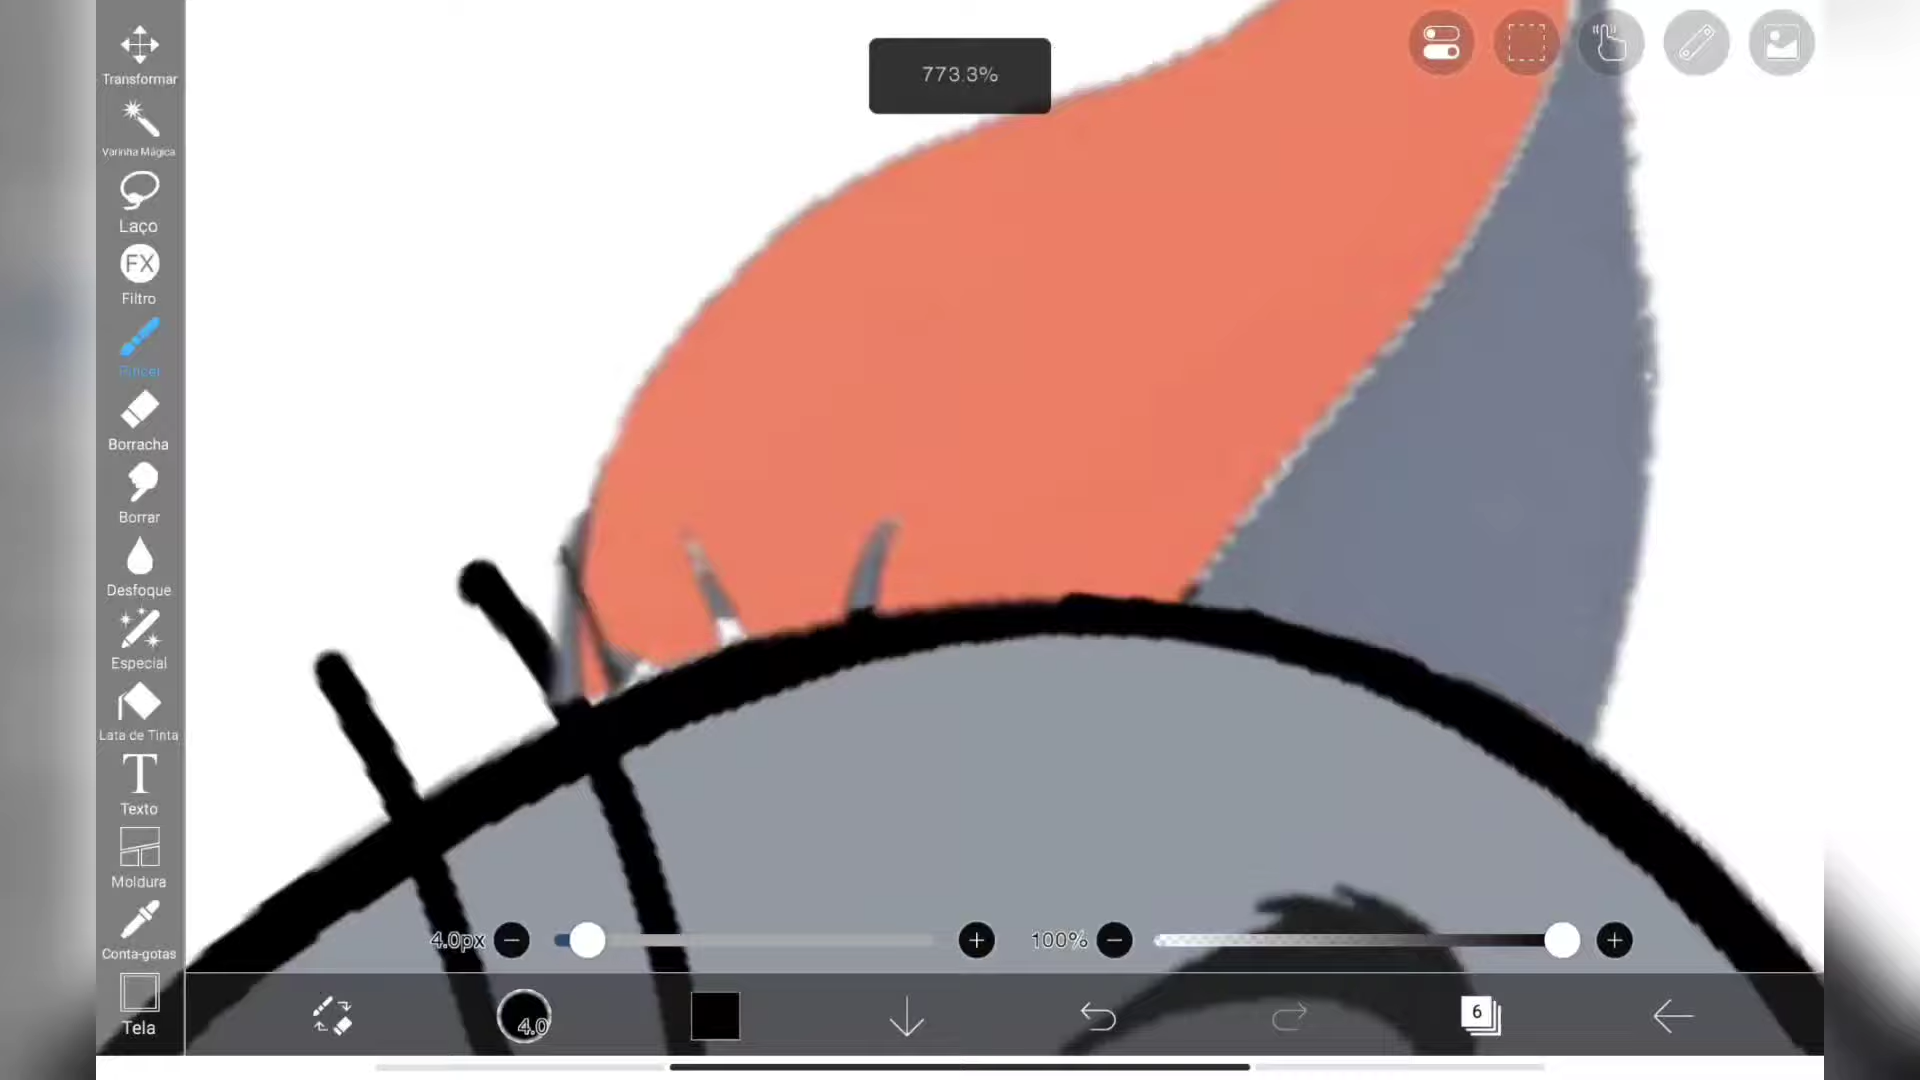 773.3%
Transformar
Varinha Mágica
Laço
FX
Filtro
Pincel
Borracha
Borrar
Desfoque
Especial
Lata de Tinta
T
Texto
Moldura
Conta-gotas
Tela
4.0px
100%
4.0
6